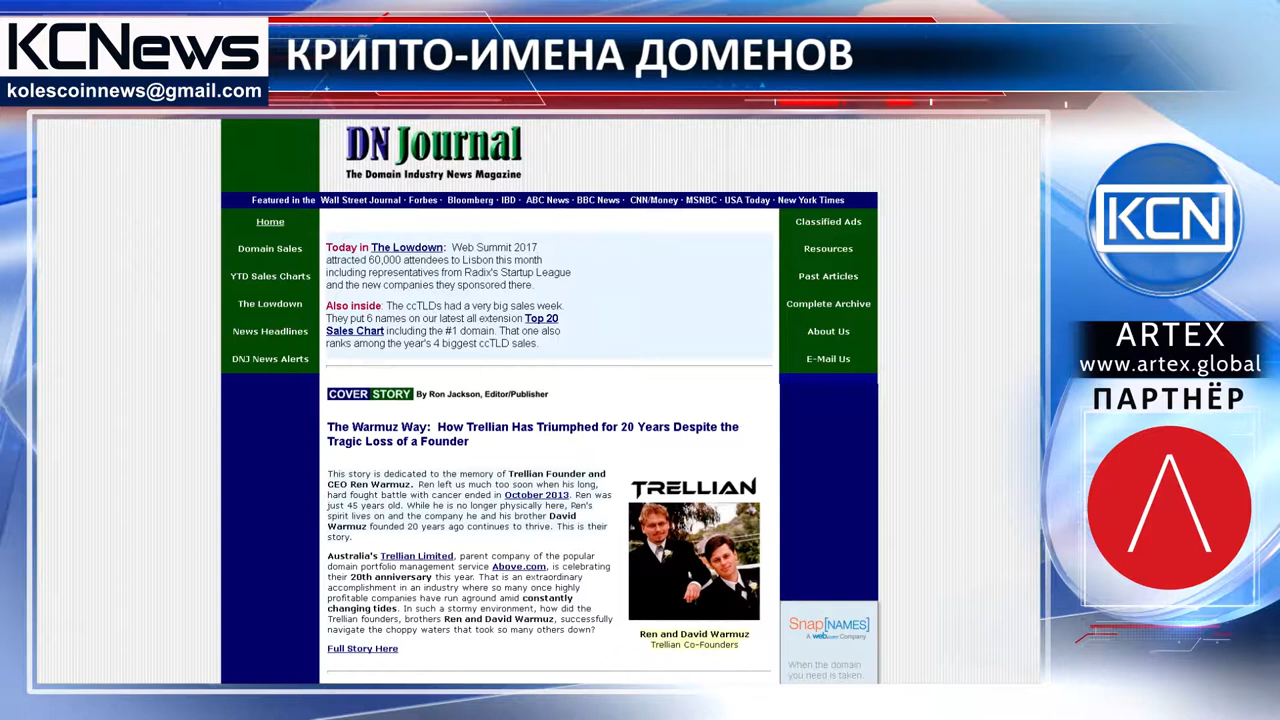 KCNews
kolescoinnews@gmail.com
КРИПТО-ИМЕНА ДОМЕНОВ
DN Journal
The Domain Industry News Magazine
Featured in the Wall Street Journal · Forbes · Bloomberg · IBD · ABC News · BBC News · CNN/Money · MSNBC · USA Today · New York Times
Home
Domain Sales
YTD Sales Charts
The Lowdown
News Headlines
DNJ News Alerts
Today in The Lowdown: Web Summit 2017
attracted 60,000 attendees to Lisbon this month
including representatives from Radix's Startup League
and the new companies they sponsored there.
Also inside: The ccTLDs had a very big sales week.
They put 6 names on our latest all extension Top 20
Sales Chart including the #1 domain. That one also
ranks among the year's 4 biggest ccTLD sales.
COVER STORY By Ron Jackson, Editor/Publisher
The Warmuz Way: How Trellian Has Triumphed for 20 Years Despite the
Tragic Loss of a Founder
This story is dedicated to the memory of Trellian Founder and
CEO Ren Warmuz. Ren left us much too soon when his long,
hard fought battle with cancer ended in October 2013. Ren was
just 45 years old. While he is no longer physically here, Ren's
spirit lives on and the company he and his brother David
Warmuz founded 20 years ago continues to thrive. This is their
story.
Australia's Trellian Limited, parent company of the popular
domain portfolio management service Above.com, is celebrating
their 20th anniversary this year. That is an extraordinary
accomplishment in an industry where so many once highly
profitable companies have run aground amid constantly
changing tides. In such a stormy environment, how did the
Trellian founders, brothers Ren and David Warmuz, successfully
navigate the choppy waters that took so many others down?
Full Story Here
TRELLIAN
Ren and David Warmuz
Trellian Co-Founders
Classified Ads
Resources
Past Articles
Complete Archive
About Us
E-Mail Us
Snap[NAMES]
A web.com Company
When the domain
you need is taken.
KCN
ARTEX
www.artex.global
ПАРТНЁР